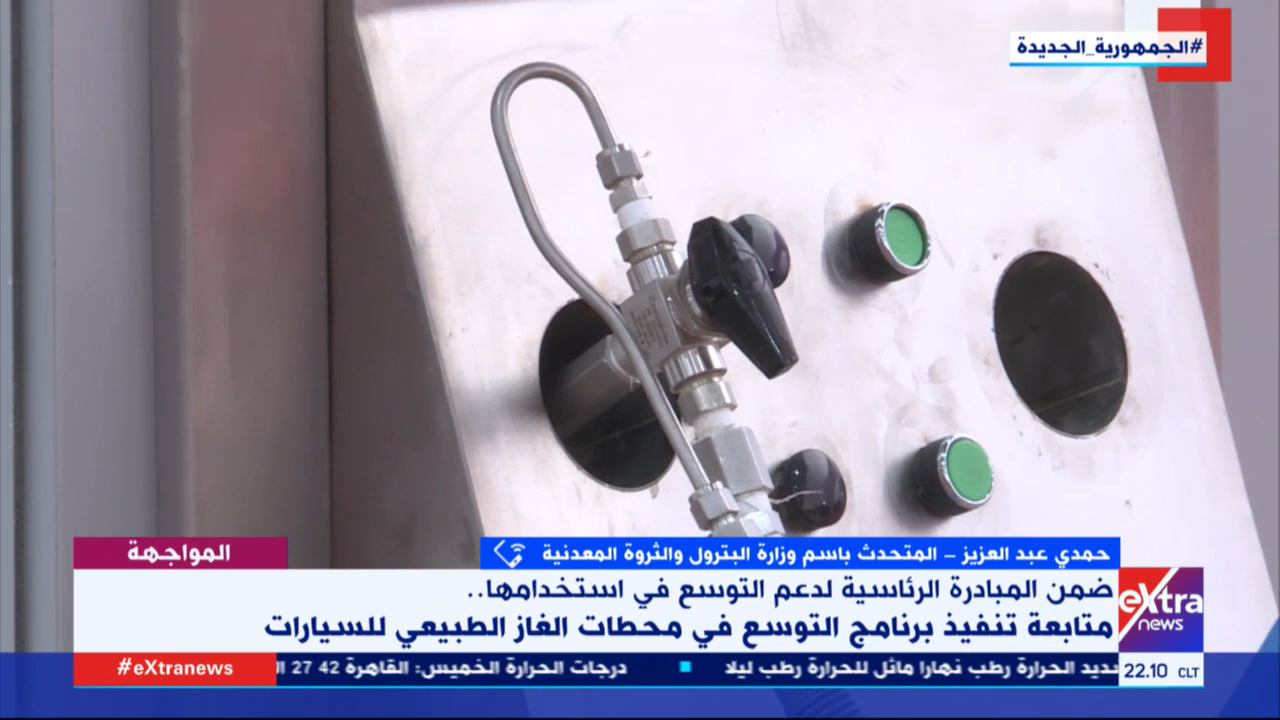 #الجمهورية_الجديدة
المواجهة
حمدي عبد العزيز - المتحدث باسم وزارة البترول والثروة المعدنية
ضمن المبادرة الرئاسية لدعم التوسع في استخدامها..
متابعة تنفيذ برنامج التوسع في محطات الغاز الطبيعي للسيارات
eXtra
news
#eXtranews
الحرارة رطب نهارا مائل للحرارة رطب ليلا ■ درجات الحرارة الخميس: القاهرة 42 27
22.10 CLT